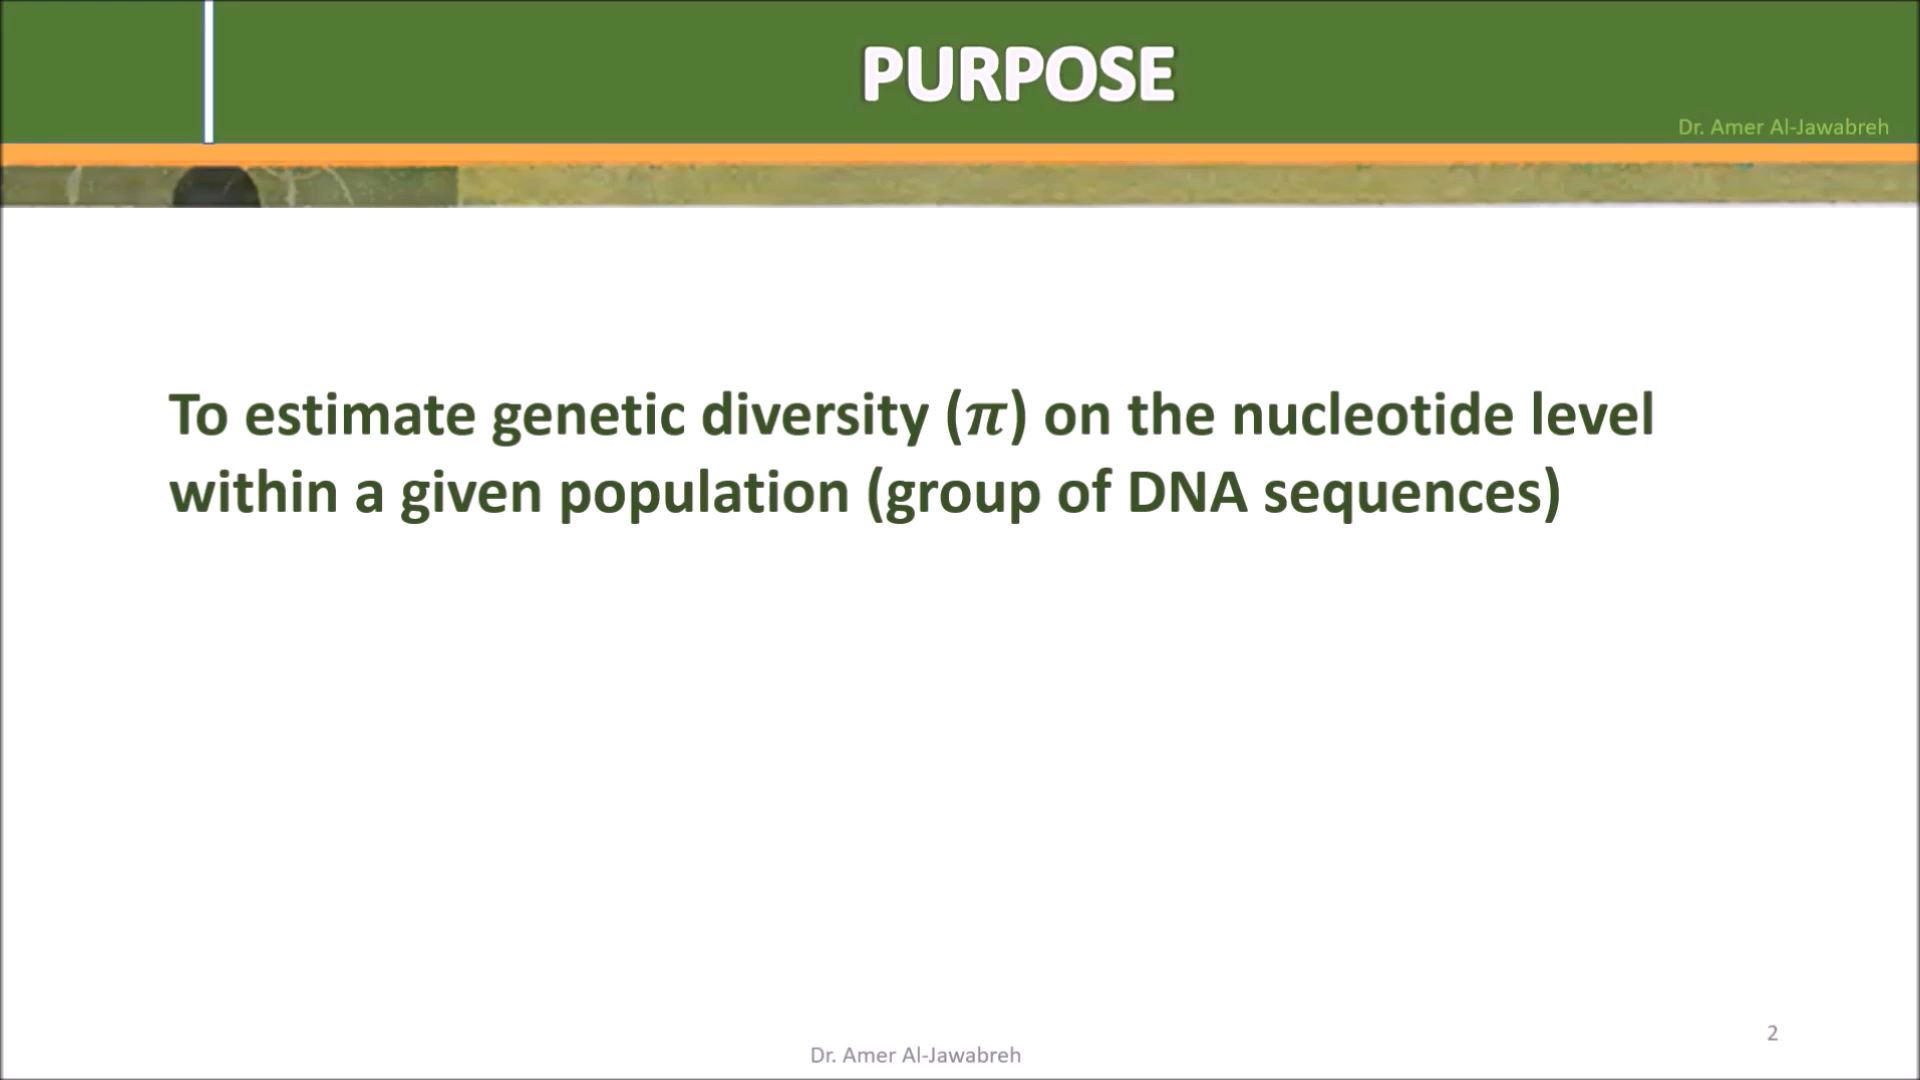 PURPOSE
Dr. Amer Al-Jawabreh
To estimate genetic diversity (π) on the nucleotide level
within a given population (group of DNA sequences)
2
Dr. Amer Al-Jawabreh